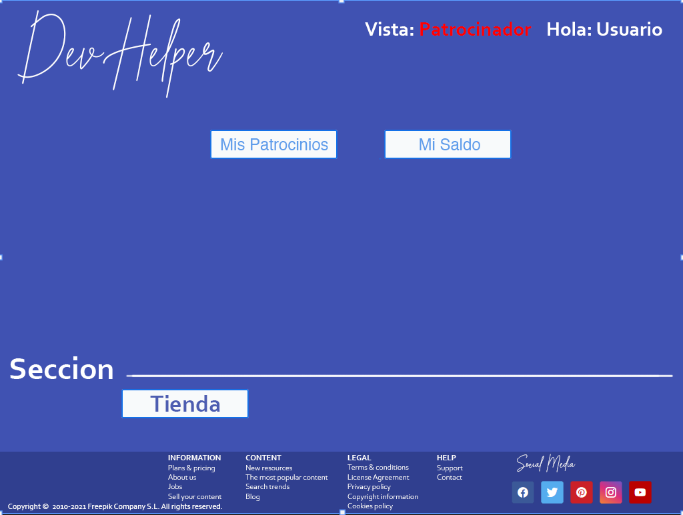 DevHelper
Vista: Patrocinador Hola: Usuario
Mis Patrocinios
Mi Saldo
Seccion
Tienda
INFORMATION
Plans & pricing
About us
Jobs
Sell your content
CONTENT
New resources
The most popular content
Search trends
Blog
LEGAL
Terms & conditions
License Agreement
Privacy policy
Copyright information
Cookies policy
HELP
Support
Contact
Social Media
Copyright © 2010-2021 Freepik Company S.L. All rights reserved.